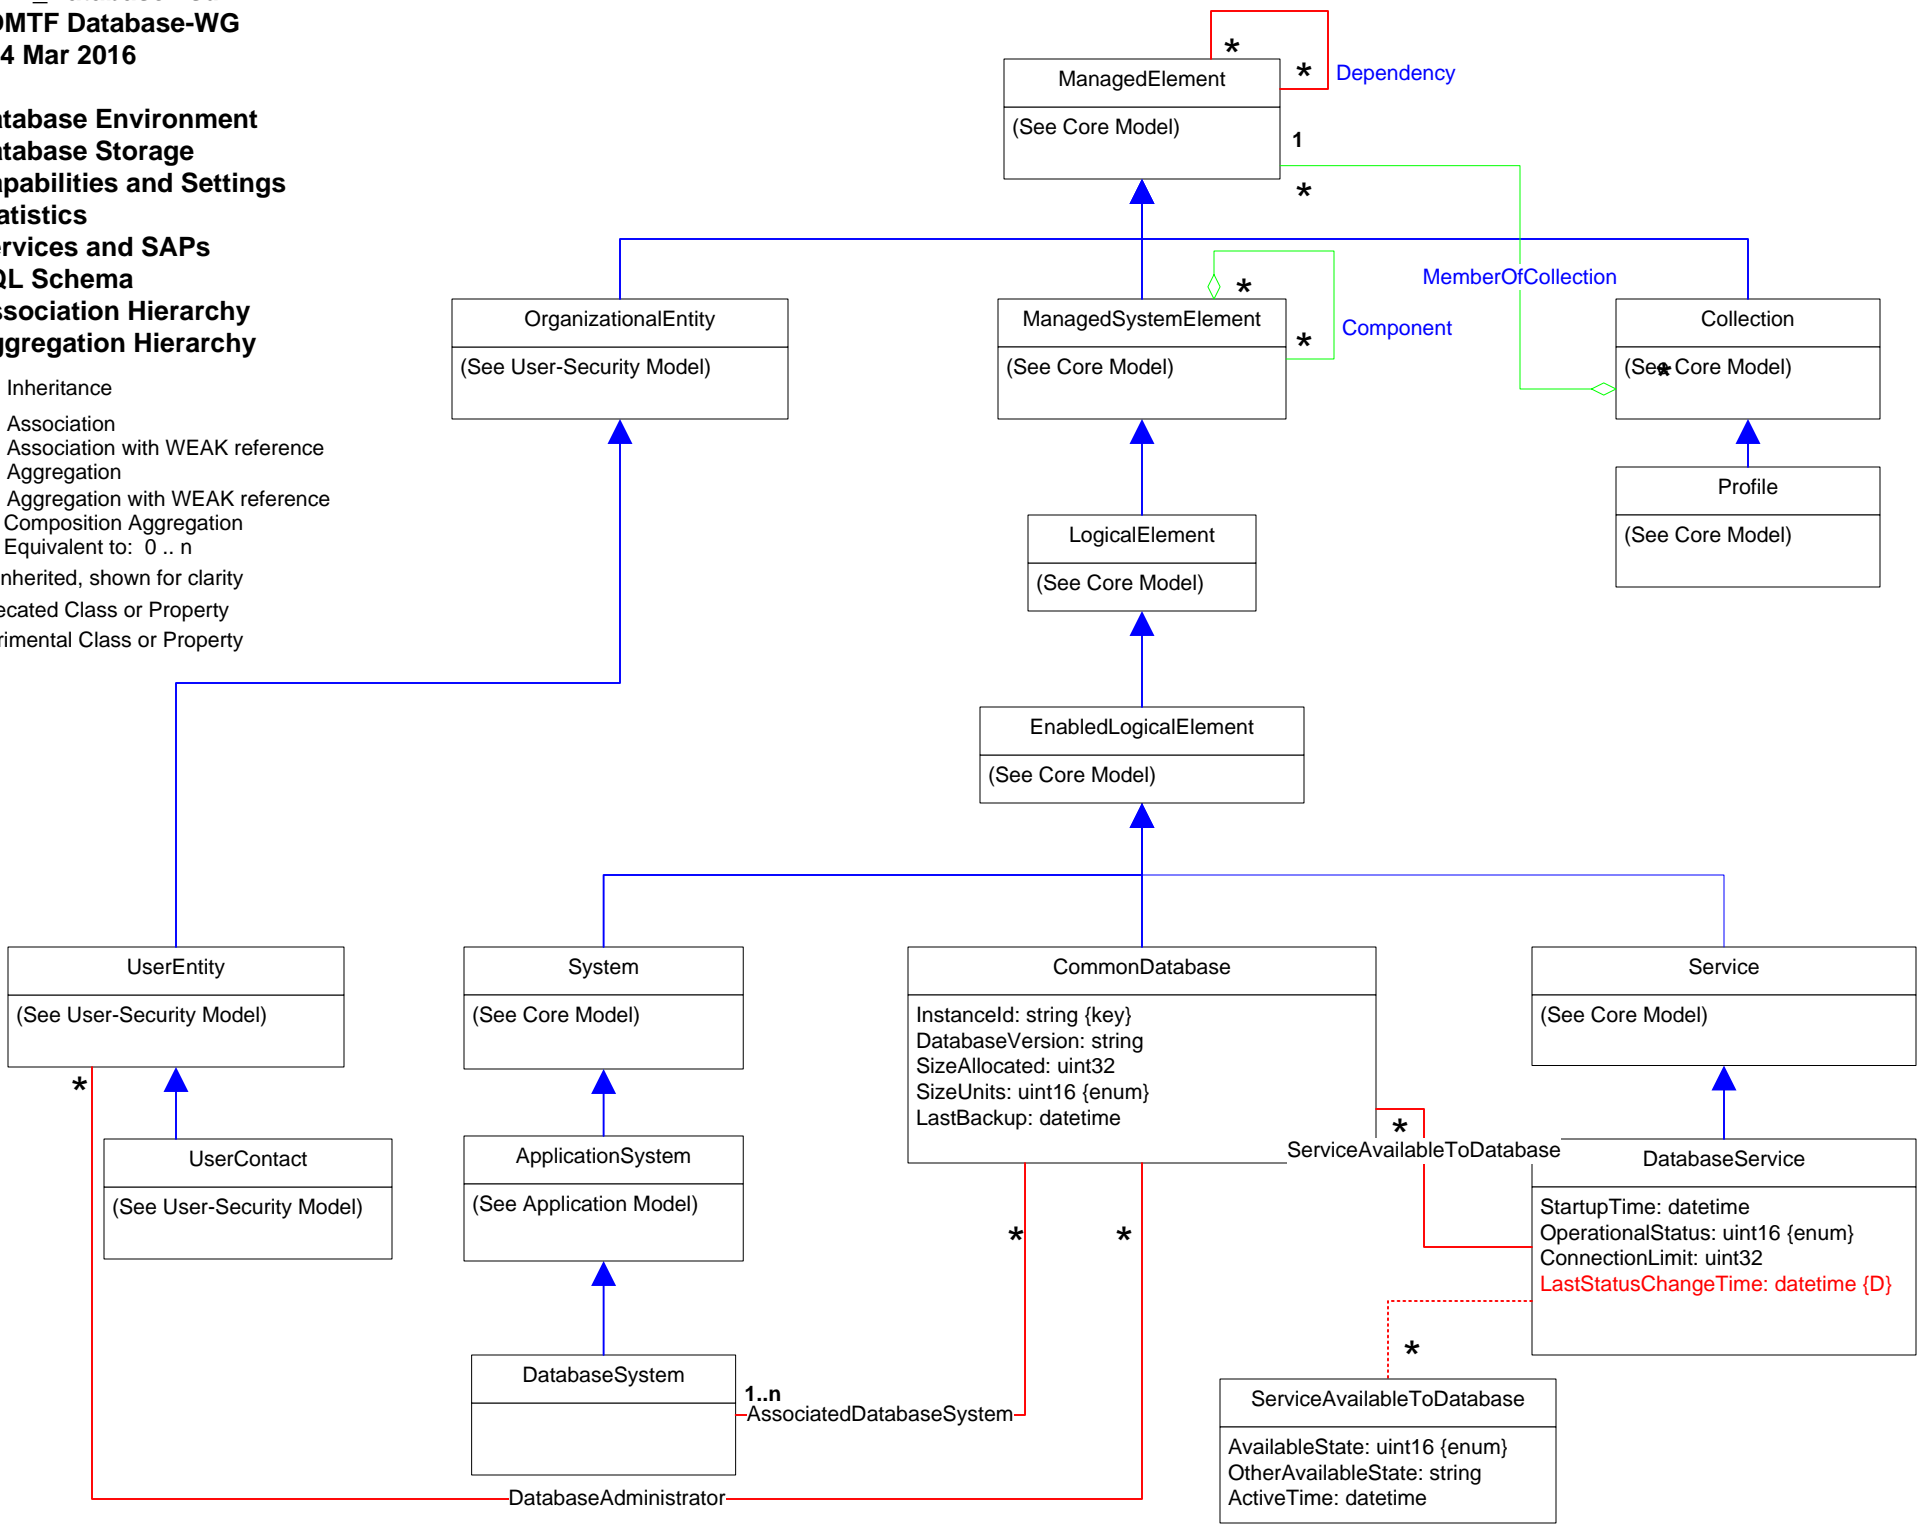 DMTF Database-WG
4 Mar 2016
tabase Environment
tabase Storage
pabilities and Settings
atistics
rvices and SAPs
QL Schema
sociation Hierarchy
ggregation Hierarchy
Inheritance
Association
Association with WEAK reference
Aggregation
Aggregation with WEAK reference
Composition Aggregation
Equivalent to: 0 .. n
nherited, shown for clarity
ecated Class or Property
rimental Class or Property
ManagedElement
(See Core Model)
*
*
Dependency
1
*
MemberOfCollection
OrganizationalEntity
(See User-Security Model)
ManagedSystemElement
(See Core Model)
*
*
Component
Collection
(See Core Model)
*
Profile
(See Core Model)
LogicalElement
(See Core Model)
EnabledLogicalElement
(See Core Model)
UserEntity
(See User-Security Model)
*
UserContact
(See User-Security Model)
System
(See Core Model)
ApplicationSystem
(See Application Model)
DatabaseSystem
1..n
AssociatedDatabaseSystem
DatabaseAdministrator
CommonDatabase
InstanceId: string {key}
DatabaseVersion: string
SizeAllocated: uint32
SizeUnits: uint16 {enum}
LastBackup: datetime
*
*
*
ServiceAvailableToDatabase
Service
(See Core Model)
DatabaseService
StartupTime: datetime
OperationalStatus: uint16 {enum}
ConnectionLimit: uint32
LastStatusChangeTime: datetime {D}
*
ServiceAvailableToDatabase
AvailableState: uint16 {enum}
OtherAvailableState: string
ActiveTime: datetime